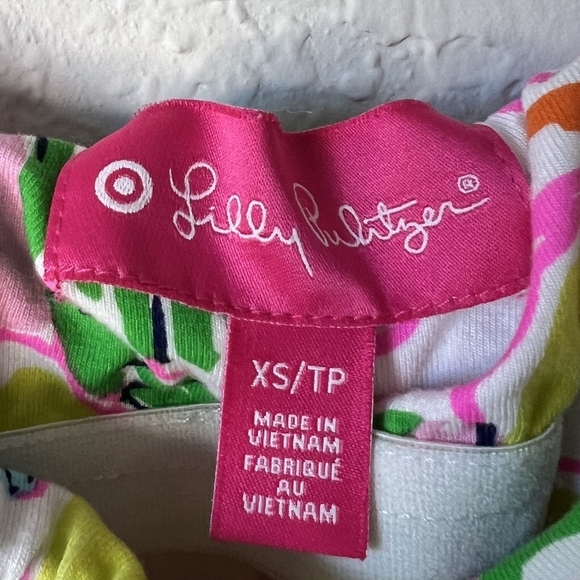 Lilly Pulitzer®
XS/TP
MADE IN
VIETNAM
FABRIQUÉ
AU
VIETNAM